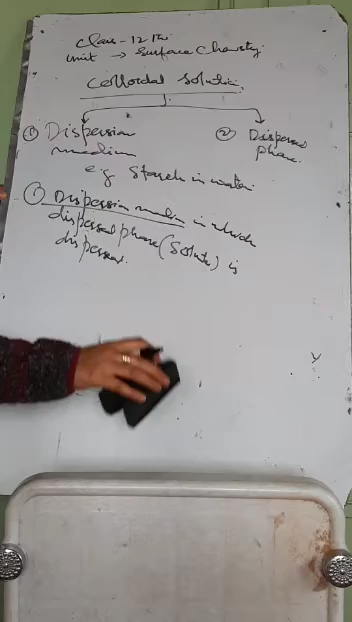 Class-12th
Unit → Surface Chemistry
Colloidal Solution.
① Dispersion medium
② Dispersed phase.
e.g. Starch in water.
① Dispersion medium in which
dispersed phase (Solute) is
dispersed.